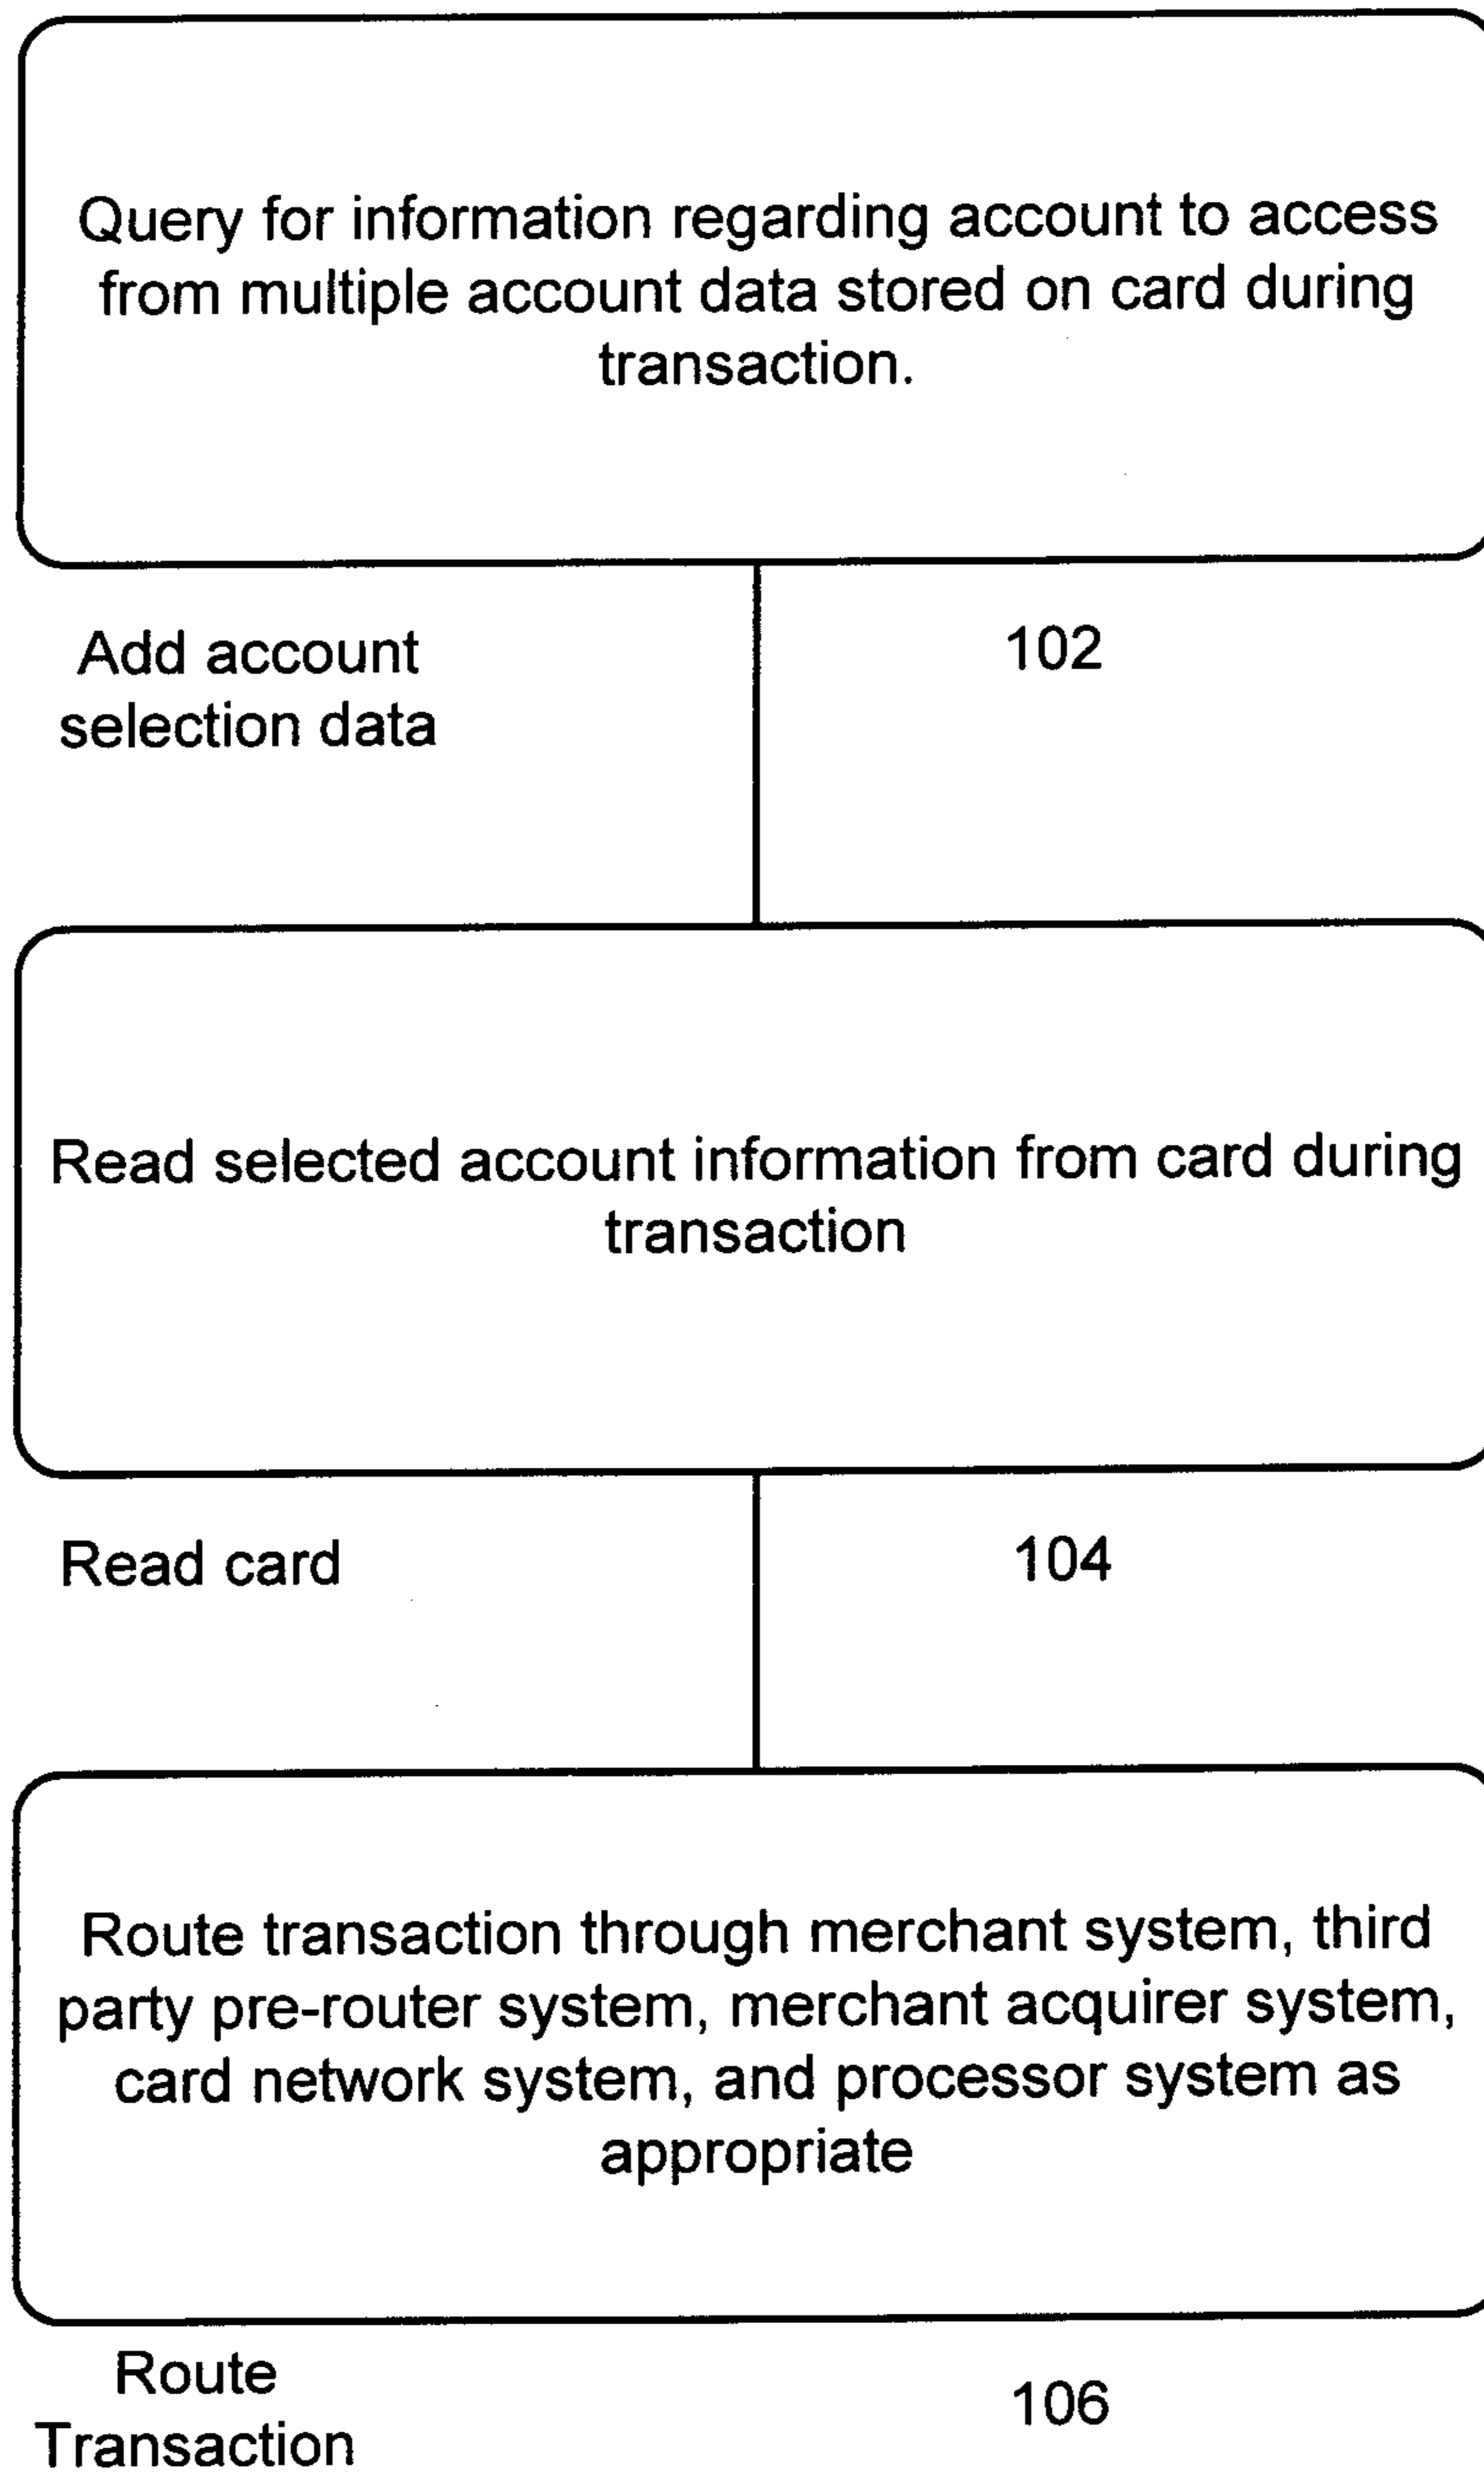 Query for information regarding account to access
from multiple account data stored on card during
transaction.
Add account
selection data
102
Read selected account information from card during
transaction
Read card
104
Route transaction through merchant system, third
party pre-router system, merchant acquirer system,
card network system, and processor system as
appropriate
Route
Transaction
106